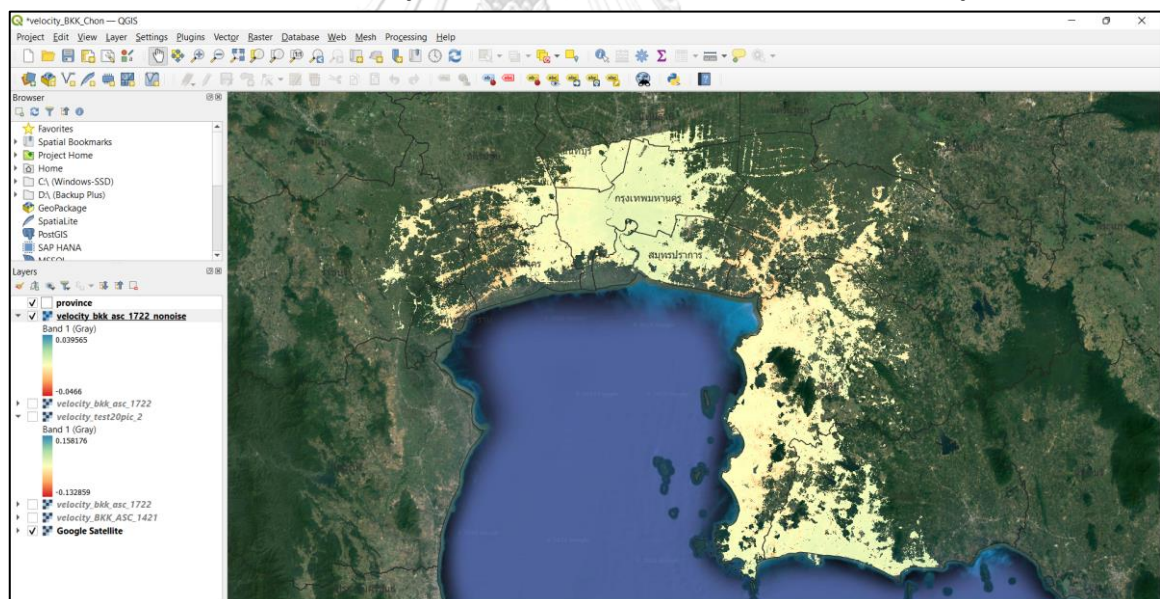 *velocity_BKK_Chon — QGIS
Project Edit View Layer Settings Plugins Vector Raster Database Web Mesh Processing Help
Browser
Favorites
Spatial Bookmarks
Project Home
Home
C:\ (Windows-SSD)
D:\ (Backup Plus)
GeoPackage
SpatiaLite
PostGIS
SAP HANA
MSSQL
Layers
province
velocity_bkk_asc_1722_nonoise
Band 1 (Gray)
0.039565
-0.0466
velocity_bkk_asc_1722
velocity_test20pic_2
Band 1 (Gray)
0.158176
-0.132859
velocity_bkk_asc_1722
velocity_BKK_ASC_1421
Google Satellite
กรุงเทพมหานคร
สมุทรปราการ